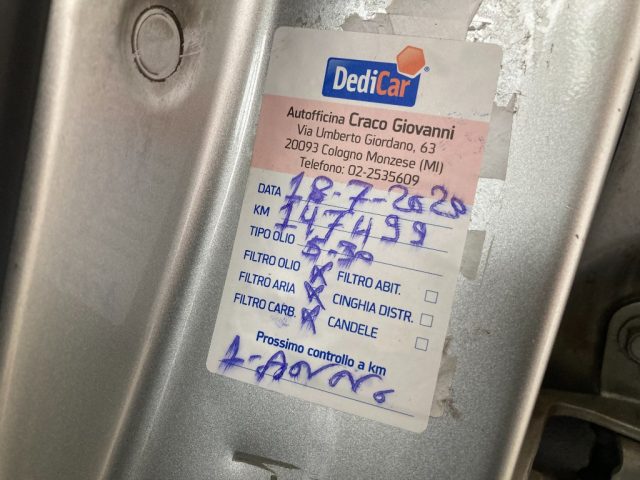 DediCar®
Autofficina Craco Giovanni
Via Umberto Giordano, 63
20093 Cologno Monzese (MI)
Telefono: 02-2535609
DATA 18-7-2020
KM 147499
TIPO OLIO 5-30
FILTRO OLIO X FILTRO ABIT.
FILTRO ARIA X CINGHIA DISTR.
FILTRO CARB. X CANDELE
Prossimo controllo a km
1-Anno